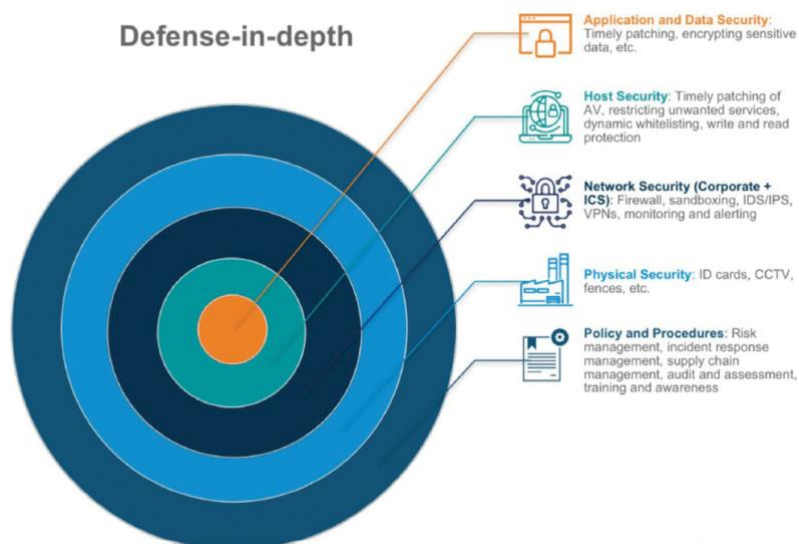 Defense-in-depth
Application and Data Security:
Timely patching, encrypting sensitive
data, etc.
Host Security: Timely patching of
AV, restricting unwanted services,
dynamic whitelisting, write and read
protection
Network Security (Corporate +
ICS): Firewall, sandboxing, IDS/IPS,
VPNs, monitoring and alerting
Physical Security: ID cards, CCTV,
fences, etc.
Policy and Procedures: Risk
management, incident response
management, supply chain
management, audit and assessment,
training and awareness